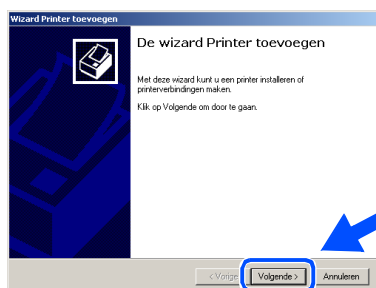 Wizard Printer toevoegen
De wizard Printer toevoegen
Met deze wizard kunt u een printer installeren of
printerverbindingen maken.
Klik op Volgende om door te gaan.
< Vorige Volgende > Annuleren